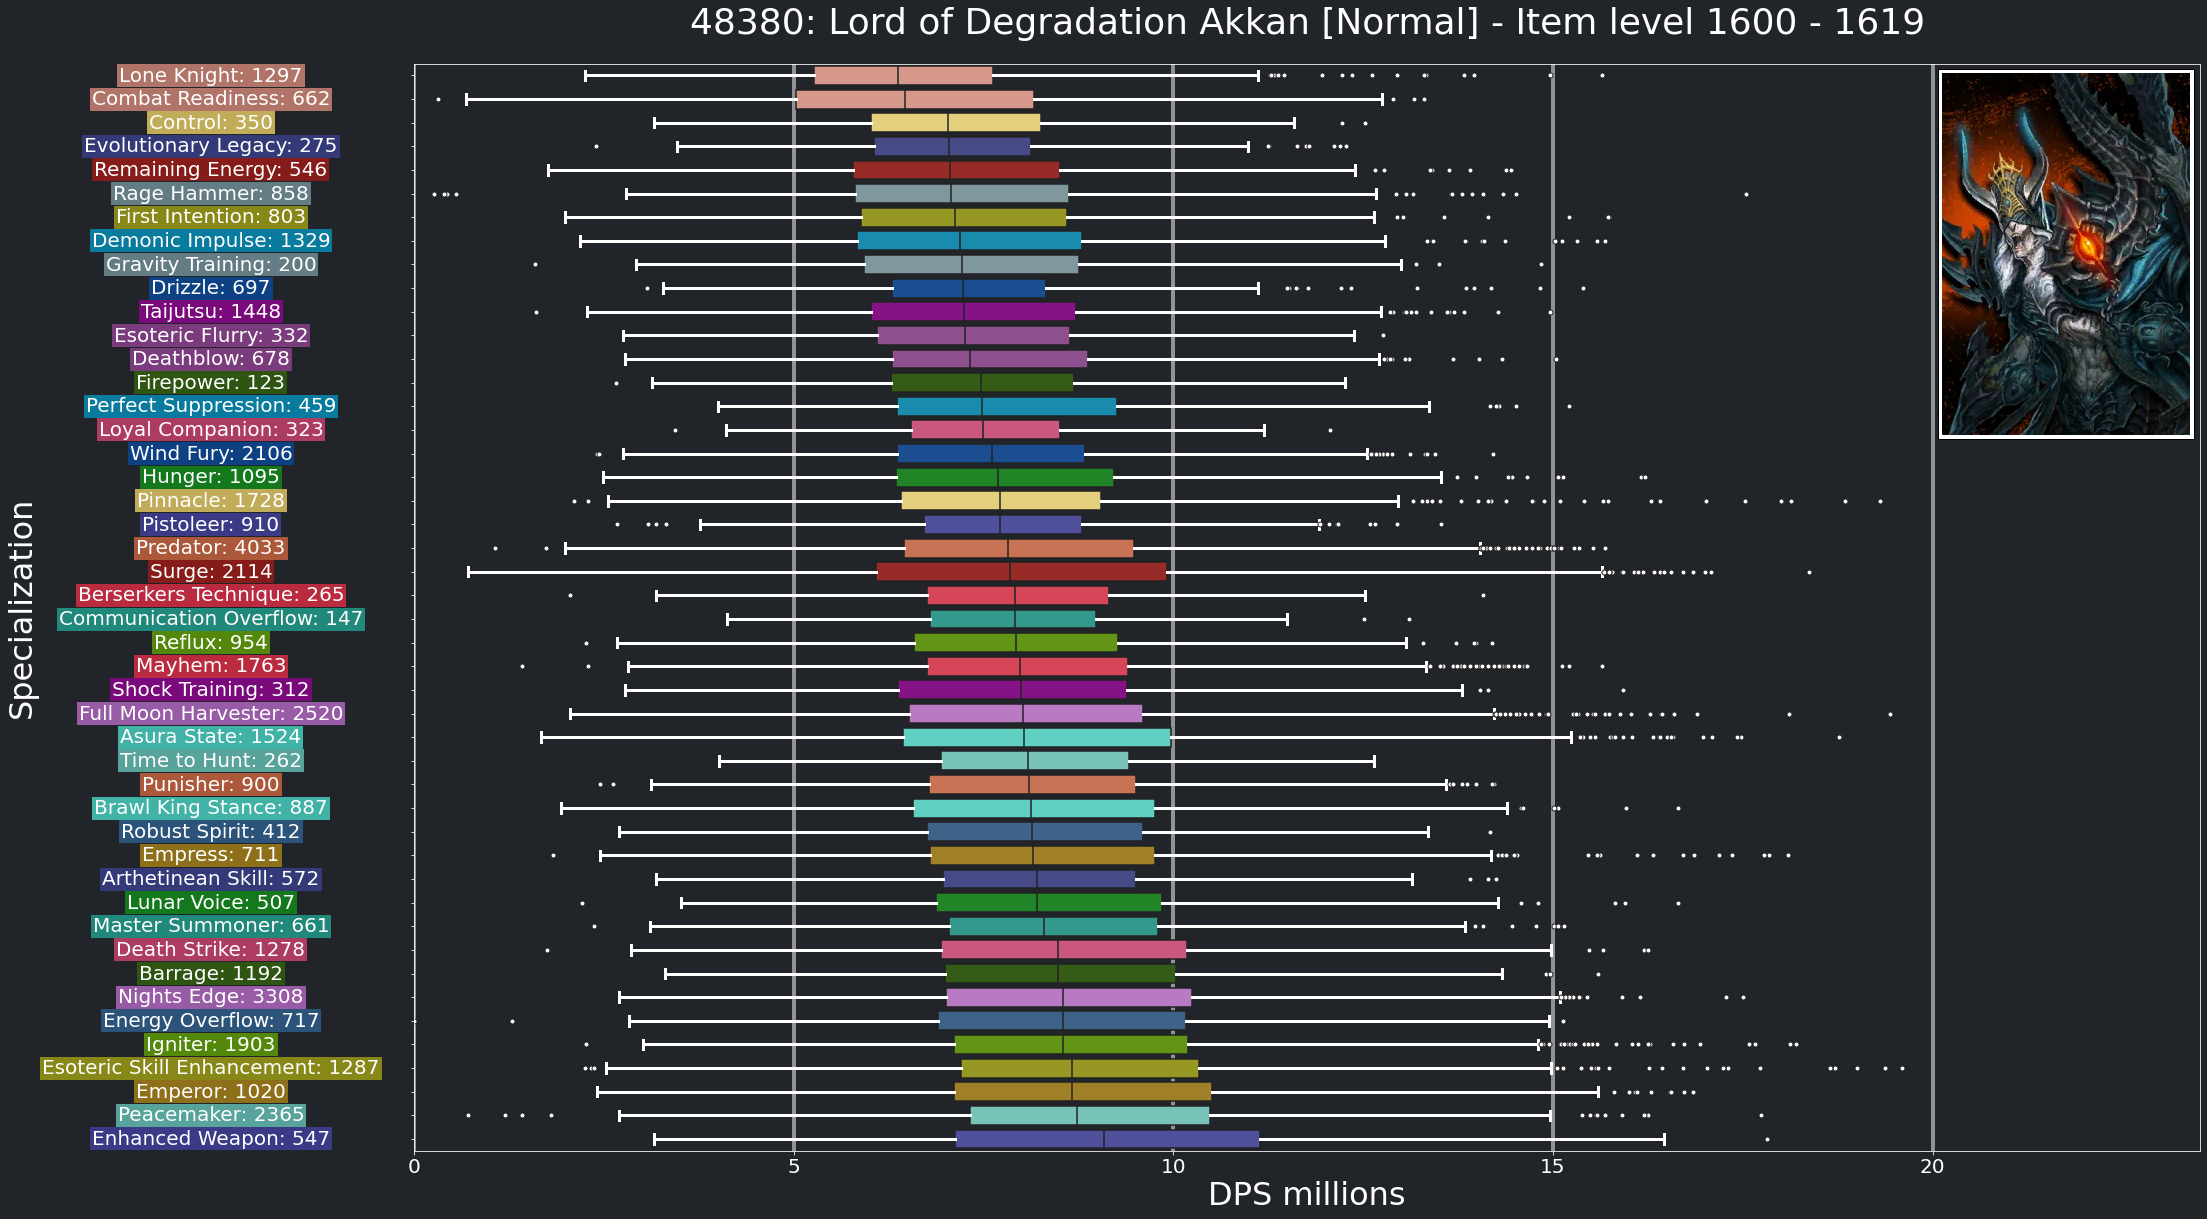 48380: Lord of Degradation Akkan [Normal] - Item level 1600 - 1619
Specialization
Lone Knight: 1297
Combat Readiness: 662
Control: 350
Evolutionary Legacy: 275
Remaining Energy: 546
Rage Hammer: 858
First Intention: 803
Demonic Impulse: 1329
Gravity Training: 200
Drizzle: 697
Taijutsu: 1448
Esoteric Flurry: 332
Deathblow: 678
Firepower: 123
Perfect Suppression: 459
Loyal Companion: 323
Wind Fury: 2106
Hunger: 1095
Pinnacle: 1728
Pistoleer: 910
Predator: 4033
Surge: 2114
Berserkers Technique: 265
Communication Overflow: 147
Reflux: 954
Mayhem: 1763
Shock Training: 312
Full Moon Harvester: 2520
Asura State: 1524
Time to Hunt: 262
Punisher: 900
Brawl King Stance: 887
Robust Spirit: 412
Empress: 711
Arthetinean Skill: 572
Lunar Voice: 507
Master Summoner: 661
Death Strike: 1278
Barrage: 1192
Nights Edge: 3308
Energy Overflow: 717
Igniter: 1903
Esoteric Skill Enhancement: 1287
Emperor: 1020
Peacemaker: 2365
Enhanced Weapon: 547
0 5 10 15 20
DPS millions